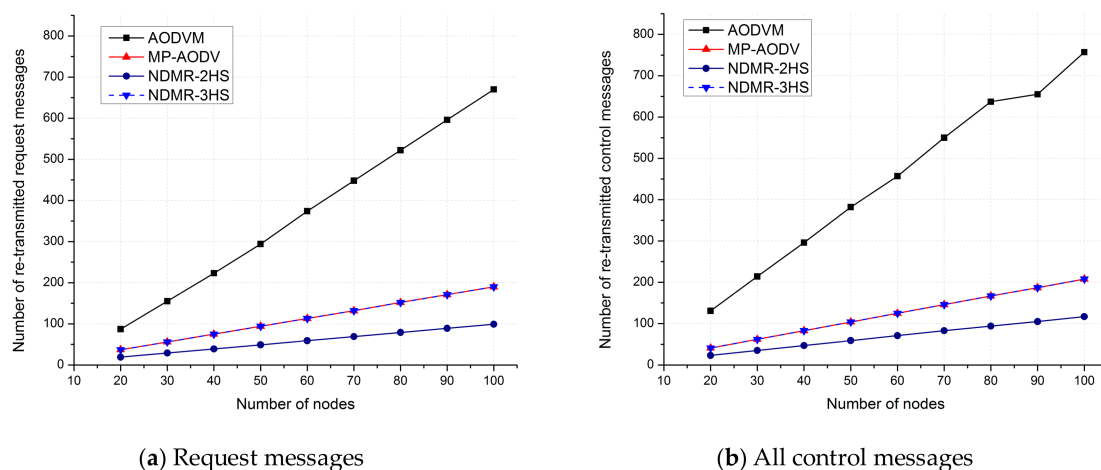 AODVM
MP-AODV
NDMR-2HS
NDMR-3HS
Number of re-transmitted request messages
800
700
600
500
400
300
200
100
0
10 20 30 40 50 60 70 80 90 100
Number of nodes
(a) Request messages
AODVM
MP-AODV
NDMR-2HS
NDMR-3HS
Number of re-transmitted control messages
800
700
600
500
400
300
200
100
0
10 20 30 40 50 60 70 80 90 100
Number of nodes
(b) All control messages